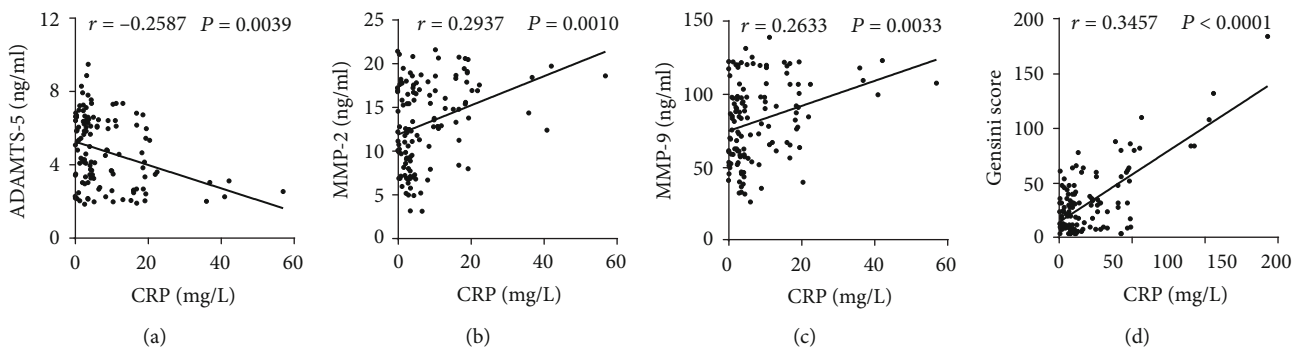 r = −0.2587 P = 0.0039
ADAMTS-5 (ng/ml)
12
8
4
0
0 20 40 60
CRP (mg/L)
(a)
r = 0.2937 P = 0.0010
MMP-2 (ng/ml)
25
20
15
10
5
0
0 20 40 60
CRP (mg/L)
(b)
r = 0.2633 P = 0.0033
MMP-9 (ng/ml)
150
100
50
0
0 20 40 60
CRP (mg/L)
(c)
r = 0.3457 P < 0.0001
Gensini score
200
150
100
50
0
0 50 100 150 200
CRP (mg/L)
(d)